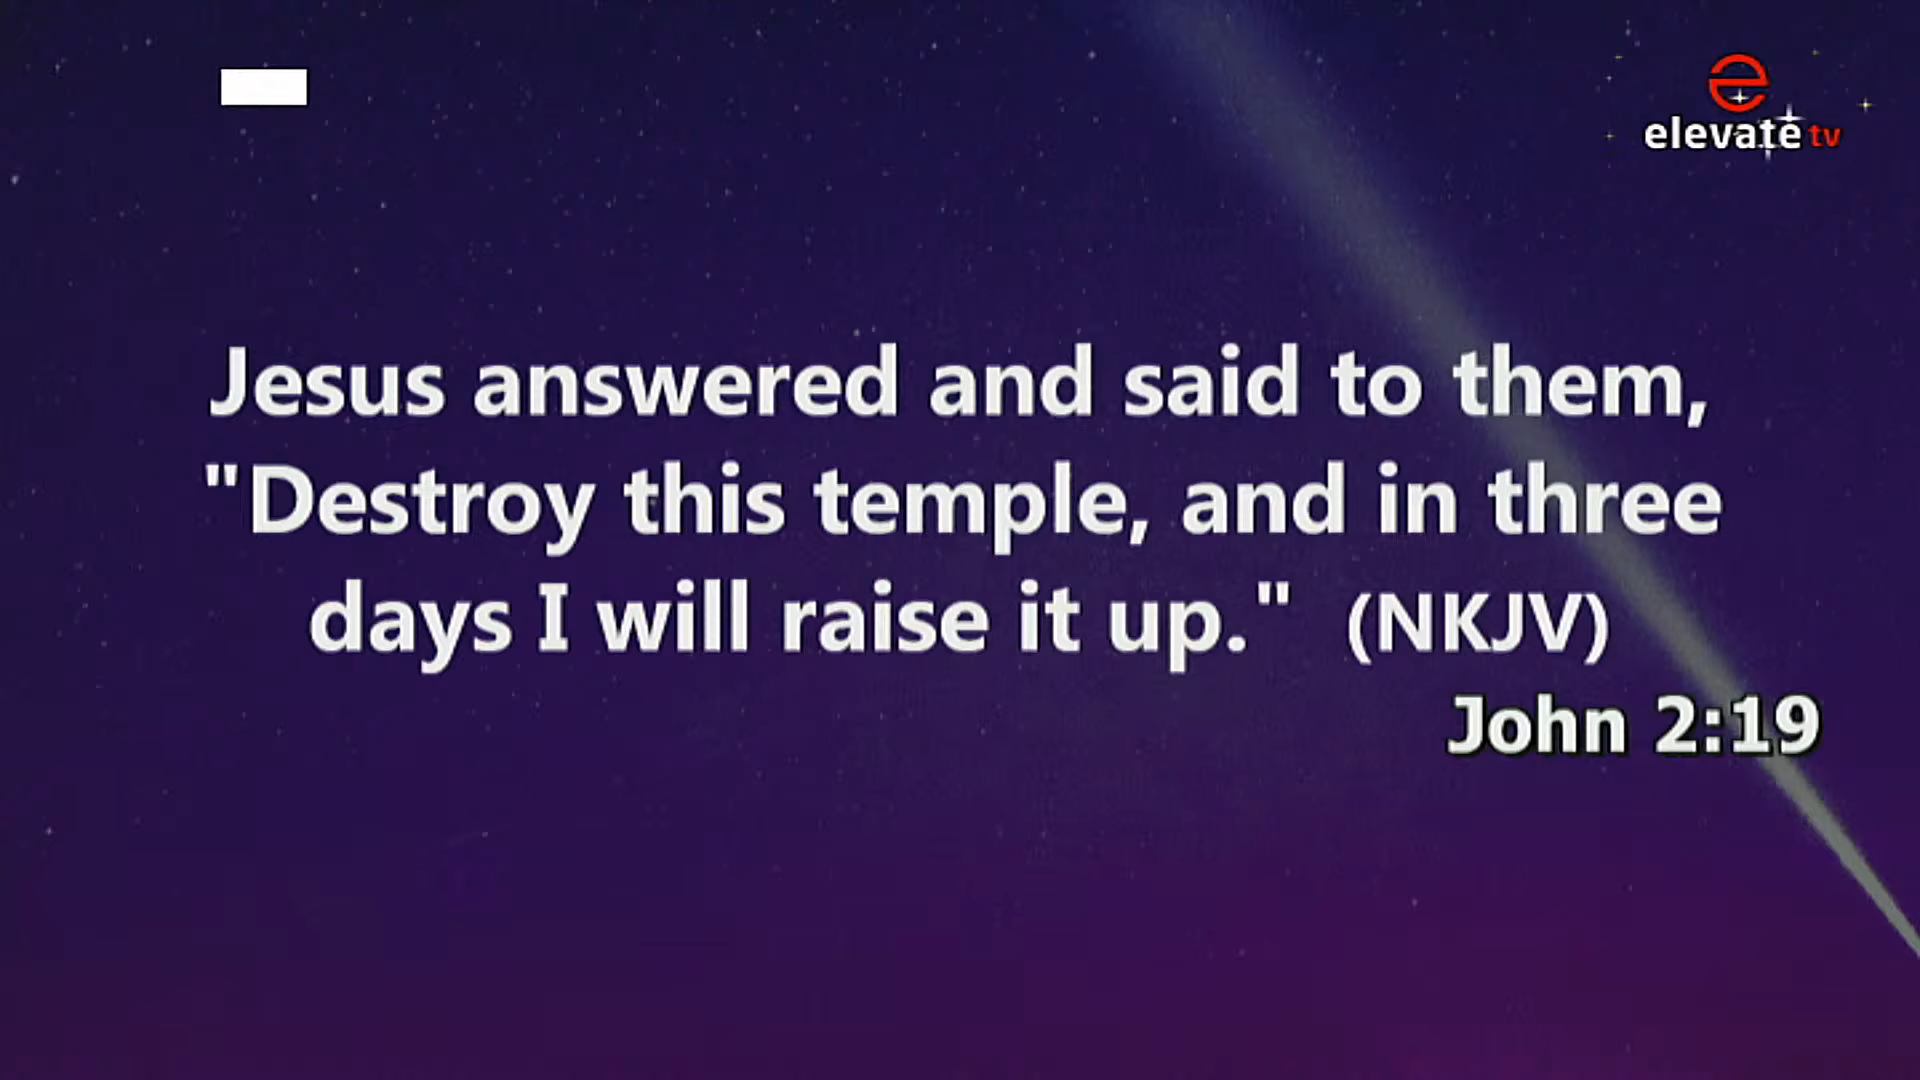 elevate tv
Jesus answered and said to them,
"Destroy this temple, and in three
days I will raise it up." (NKJV)
John 2:19